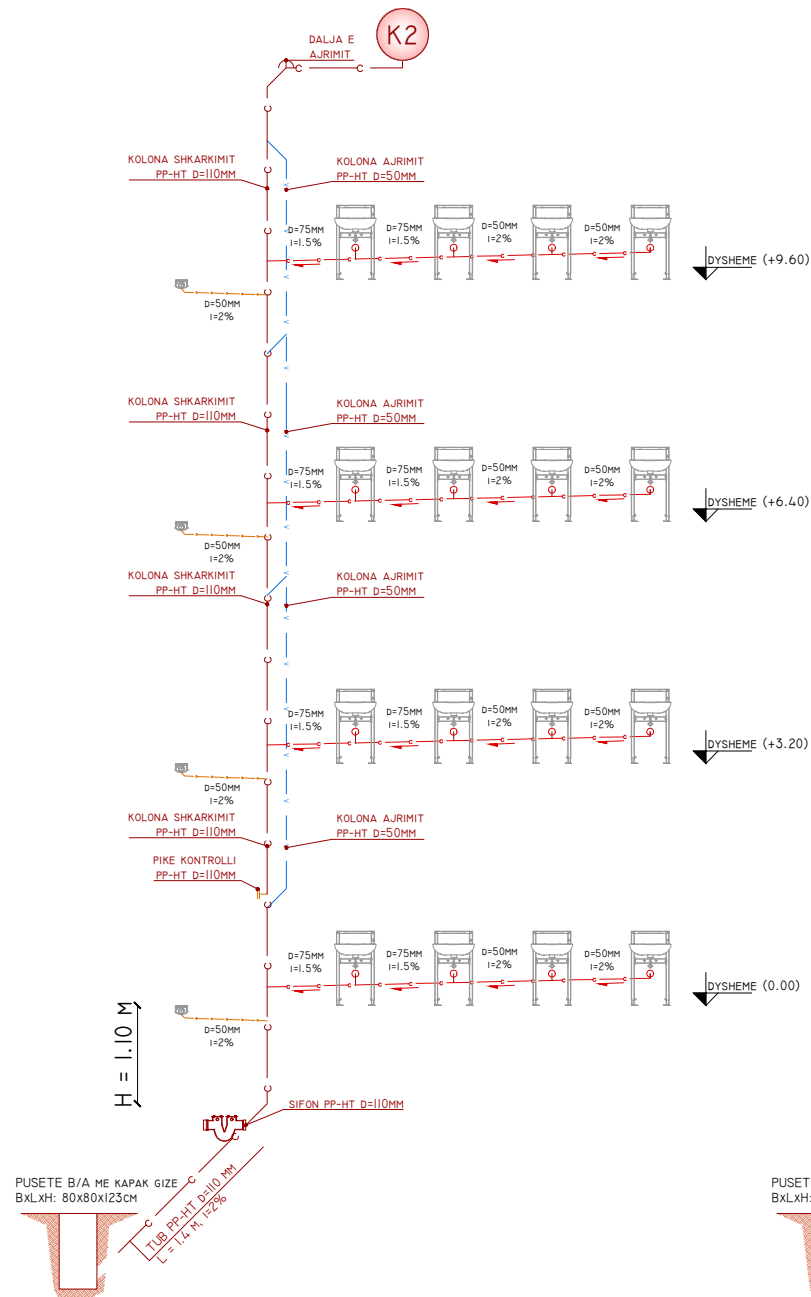 K2
DALJA E
AJRIMIT
KOLONA SHKARKIMIT
PP-HT D=110MM
KOLONA AJRIMIT
PP-HT D=50MM
D=75MM
I=1.5%
D=75MM
I=1.5%
D=50MM
I=2%
D=50MM
I=2%
DYSHEME (+9.60)
D=50MM
I=2%
KOLONA SHKARKIMIT
PP-HT D=110MM
KOLONA AJRIMIT
PP-HT D=50MM
D=75MM
I=1.5%
D=75MM
I=1.5%
D=50MM
I=2%
D=50MM
I=2%
DYSHEME (+6.40)
D=50MM
I=2%
KOLONA SHKARKIMIT
PP-HT D=110MM
KOLONA AJRIMIT
PP-HT D=50MM
D=75MM
I=1.5%
D=75MM
I=1.5%
D=50MM
I=2%
D=50MM
I=2%
DYSHEME (+3.20)
D=50MM
I=2%
KOLONA SHKARKIMIT
PP-HT D=110MM
KOLONA AJRIMIT
PP-HT D=50MM
PIKE KONTROLLI
PP-HT D=110MM
D=75MM
I=1.5%
D=75MM
I=1.5%
D=50MM
I=2%
D=50MM
I=2%
DYSHEME (0.00)
D=50MM
I=2%
H = 1.10 M
SIFON PP-HT D=110MM
TUB PP-HT D=110 MM
L = 1.4 M, I=2%
PUSETE B/A ME KAPAK GIZE
BxLxH: 80x80x123CM
PUSET
BxLxH: